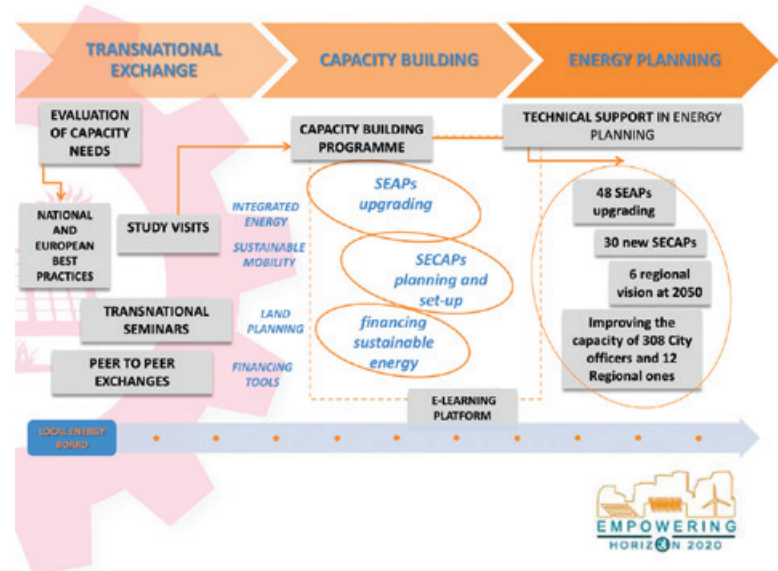 TRANSNATIONAL
EXCHANGE
CAPACITY BUILDING
ENERGY PLANNING
EVALUATION
OF CAPACITY
NEEDS
NATIONAL
AND
EUROPEAN
BEST
PRACTICES
STUDY VISITS
TRANSNATIONAL
SEMINARS
PEER TO PEER
EXCHANGES
INTEGRATED
ENERGY
SUSTAINABLE
MOBILITY
LAND
PLANNING
FINANCING
TOOLS
CAPACITY BUILDING
PROGRAMME
SEAPs
upgrading
SECAPs
planning and
set-up
financing
sustainable
energy
E-LEARNING
PLATFORM
TECHNICAL SUPPORT IN ENERGY
PLANNING
48 SEAPs
upgrading
30 new SECAPs
6 regional
vision at 2050
Improving the
capacity of 308 City
officers and 12
Regional ones
LOCAL ENERGY
BOARD
EMPOWERING
HORIZON 2020